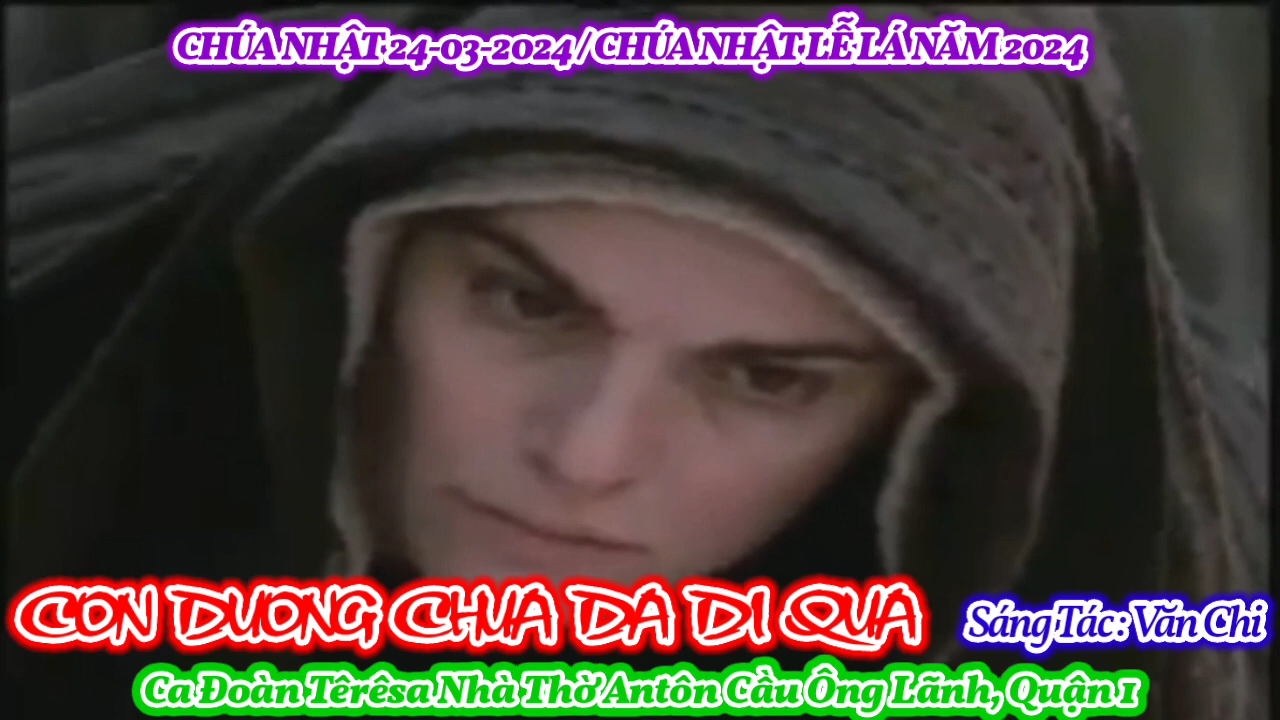 CHÚA NHẬT 24-03-2024 / CHÚA NHẬT LỄ LÁ NĂM 2024
CON DUONG CHUA DA DI QUA
Sáng Tác : Văn Chi
Ca Đoàn Têrêsa Nhà Thờ Antôn Cầu Ông Lãnh, Quận 1